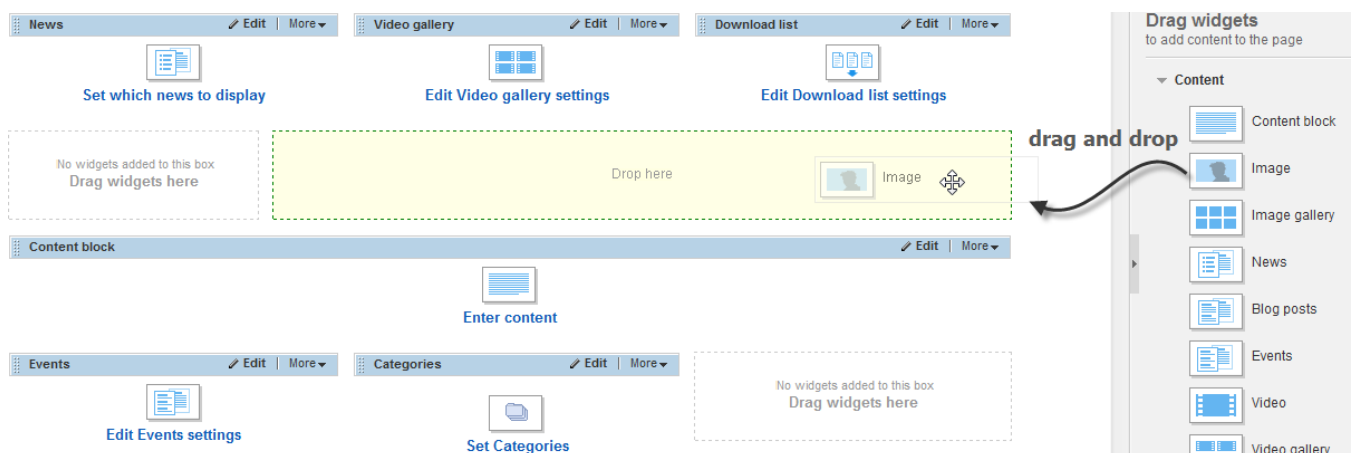 News Edit | More
Video gallery Edit | More
Download list Edit | More
Set which news to display
Edit Video gallery settings
Edit Download list settings
No widgets added to this box
Drag widgets here
Drop here
Image
Content block Edit | More
Enter content
Events Edit | More
Categories Edit | More
Edit Events settings
Set Categories
No widgets added to this box
Drag widgets here
drag and drop
Drag widgets
to add content to the page
Content
Content block
Image
Image gallery
News
Blog posts
Events
Video
Video gallery